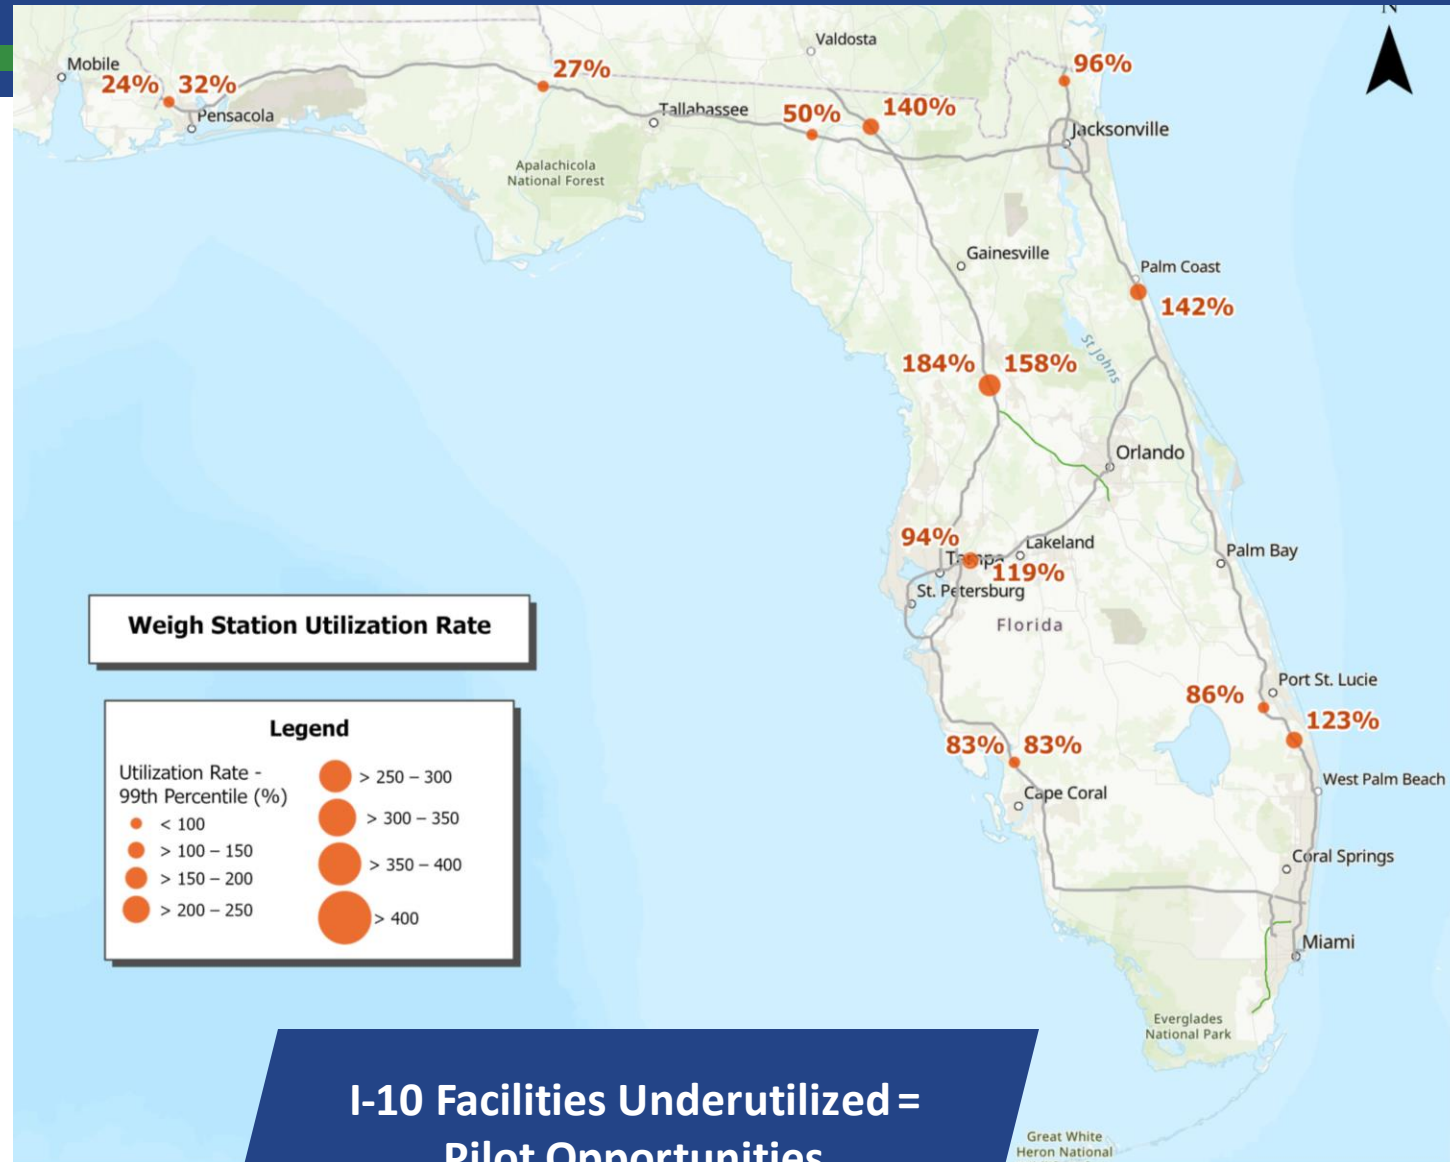 N
Valdosta
Mobile
24%
32%
Pensacola
27%
Tallahassee
50%
140%
96%
Jacksonville
Apalachicola
National Forest
Gainesville
Palm Coast
142%
St Johns
184%
158%
Orlando
94%
Tampa
119%
Lakeland
St. Petersburg
Florida
Palm Bay
Port St. Lucie
86%
123%
83%
83%
Cape Coral
West Palm Beach
Coral Springs
Miami
Everglades
National Park
Great White
Heron National
Weigh Station Utilization Rate
Legend
Utilization Rate -
99th Percentile (%)
< 100
> 100 – 150
> 150 – 200
> 200 – 250
> 250 – 300
> 300 – 350
> 350 – 400
> 400
I-10 Facilities Underutilized =
Pilot Opportunities